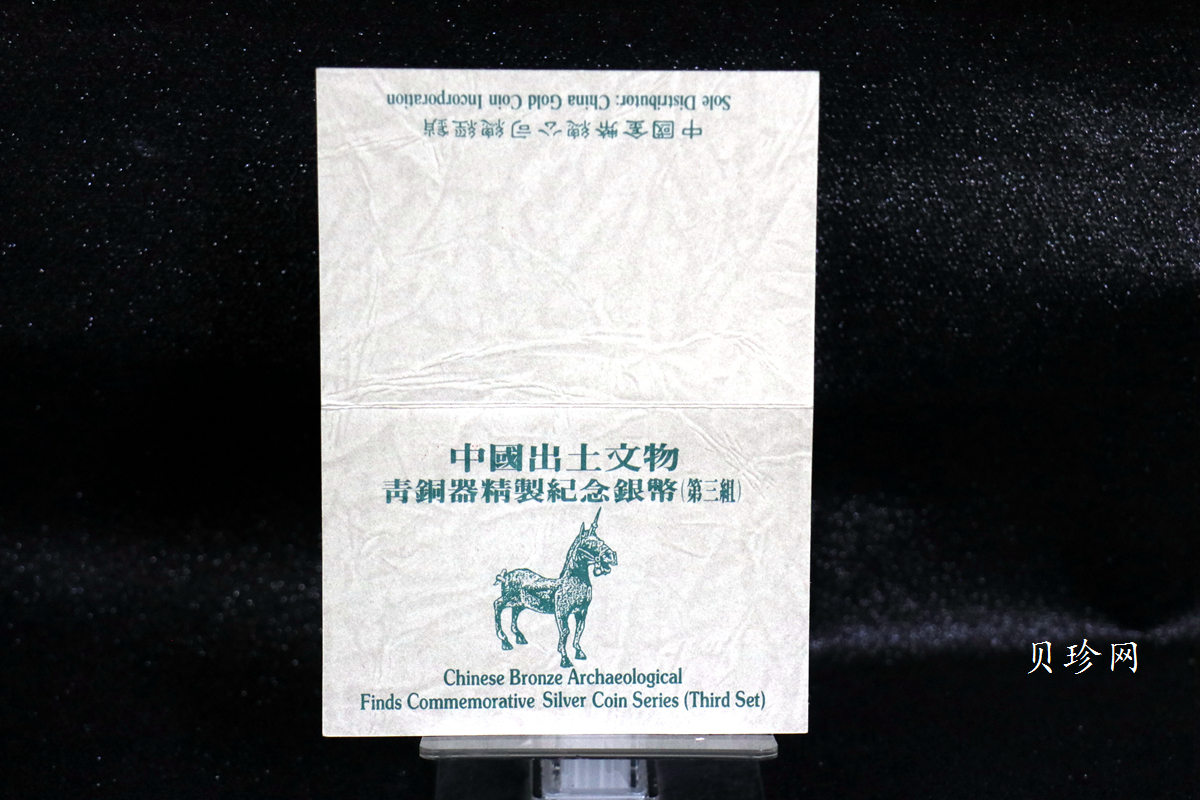 Sole Distributor: China Gold Coin Incorporation
中國金幣總公司總經銷
中國出土文物
青銅器精製紀念銀幣(第三組)
Chinese Bronze Archaeological
Finds Commemorative Silver Coin Series (Third Set)
贝珍网